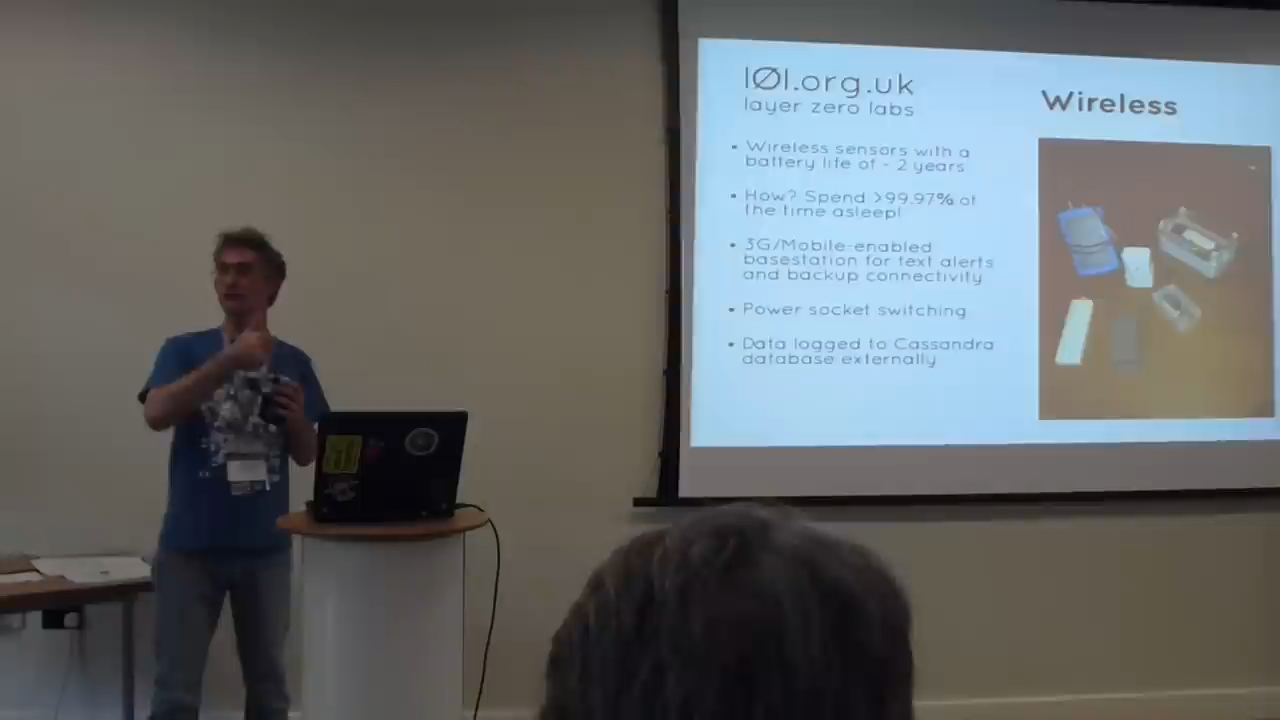 l0l.org.uk
layer zero labs
Wireless
• Wireless sensors with a
battery life of ~ 2 years
• How? Spend >99.97% of
the time asleep!
• 3G/Mobile-enabled
basestation for text alerts
and backup connectivity
• Power socket switching
• Data logged to Cassandra
database externally